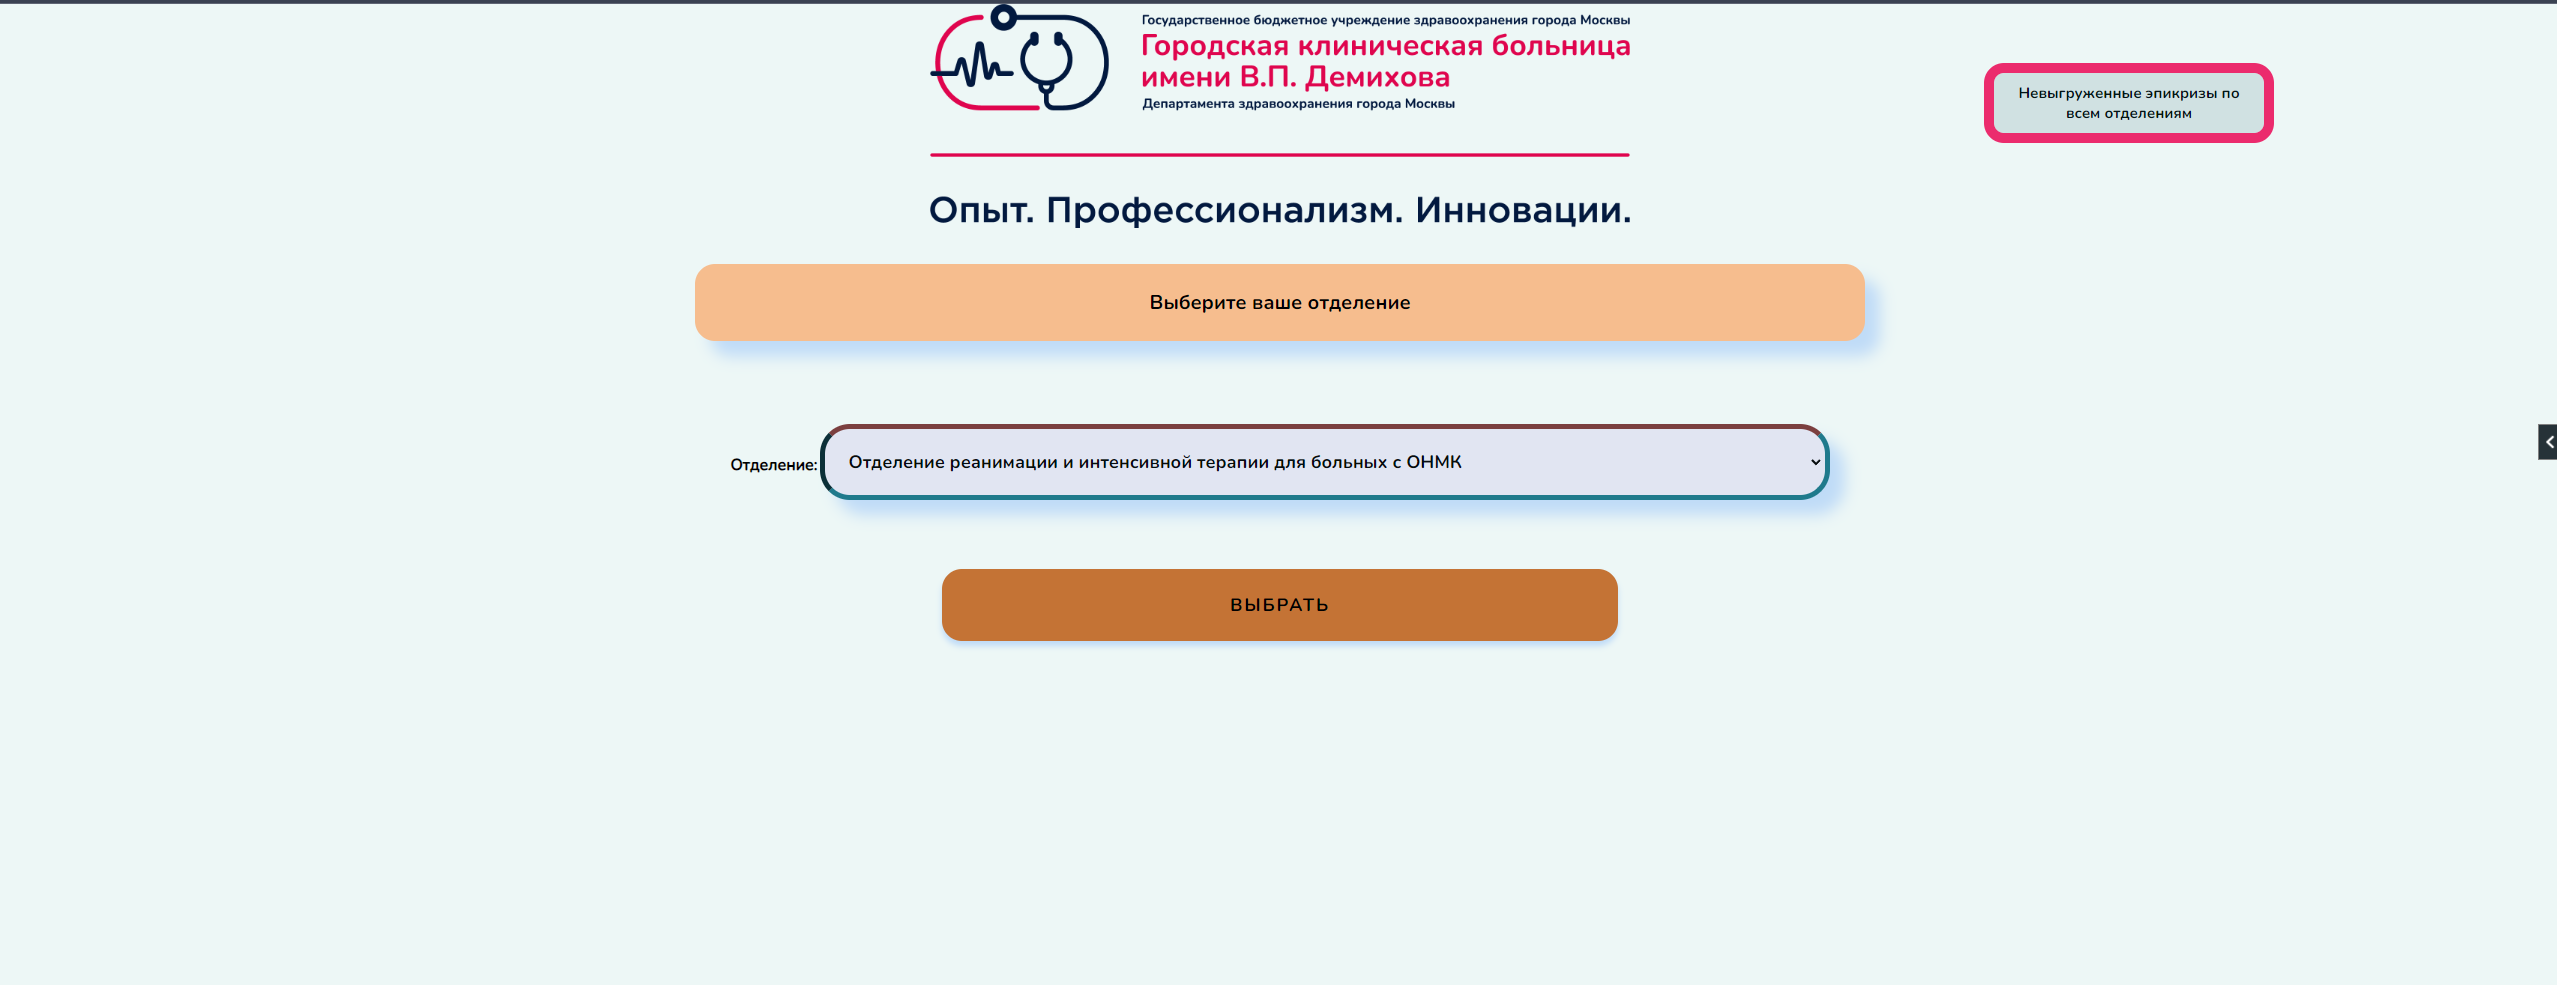 Государственное бюджетное учреждение здравоохранения города Москвы
Городская клиническая больница
имени В.П. Демихова
Департамента здравоохранения города Москвы
Невыгруженные эпикризы по
всем отделениям
Опыт. Профессионализм. Инновации.
Выберите ваше отделение
Отделение: Отделение реанимации и интенсивной терапии для больных с ОНМК
ВЫБРАТЬ